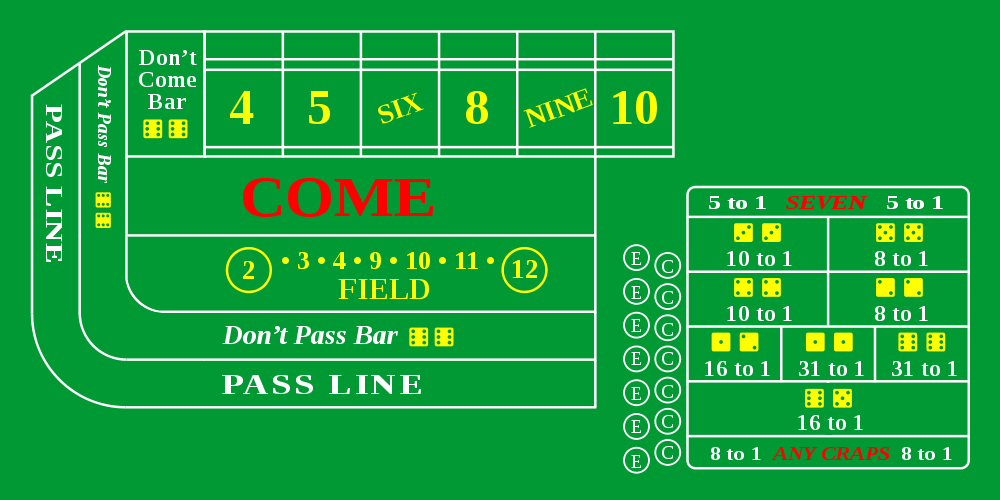 PASS LINE
Don't Pass Bar
Don't
Come
Bar
4 5 SIX 8 NINE 10
COME
2 • 3 • 4 • 9 • 10 • 11 • 12
FIELD
Don't Pass Bar
PASS LINE
E C
E C
E C
E C
E C
E C
E C
5 to 1 SEVEN 5 to 1
10 to 1 8 to 1
10 to 1 8 to 1
16 to 1 31 to 1 31 to 1
16 to 1
8 to 1 ANY CRAPS 8 to 1